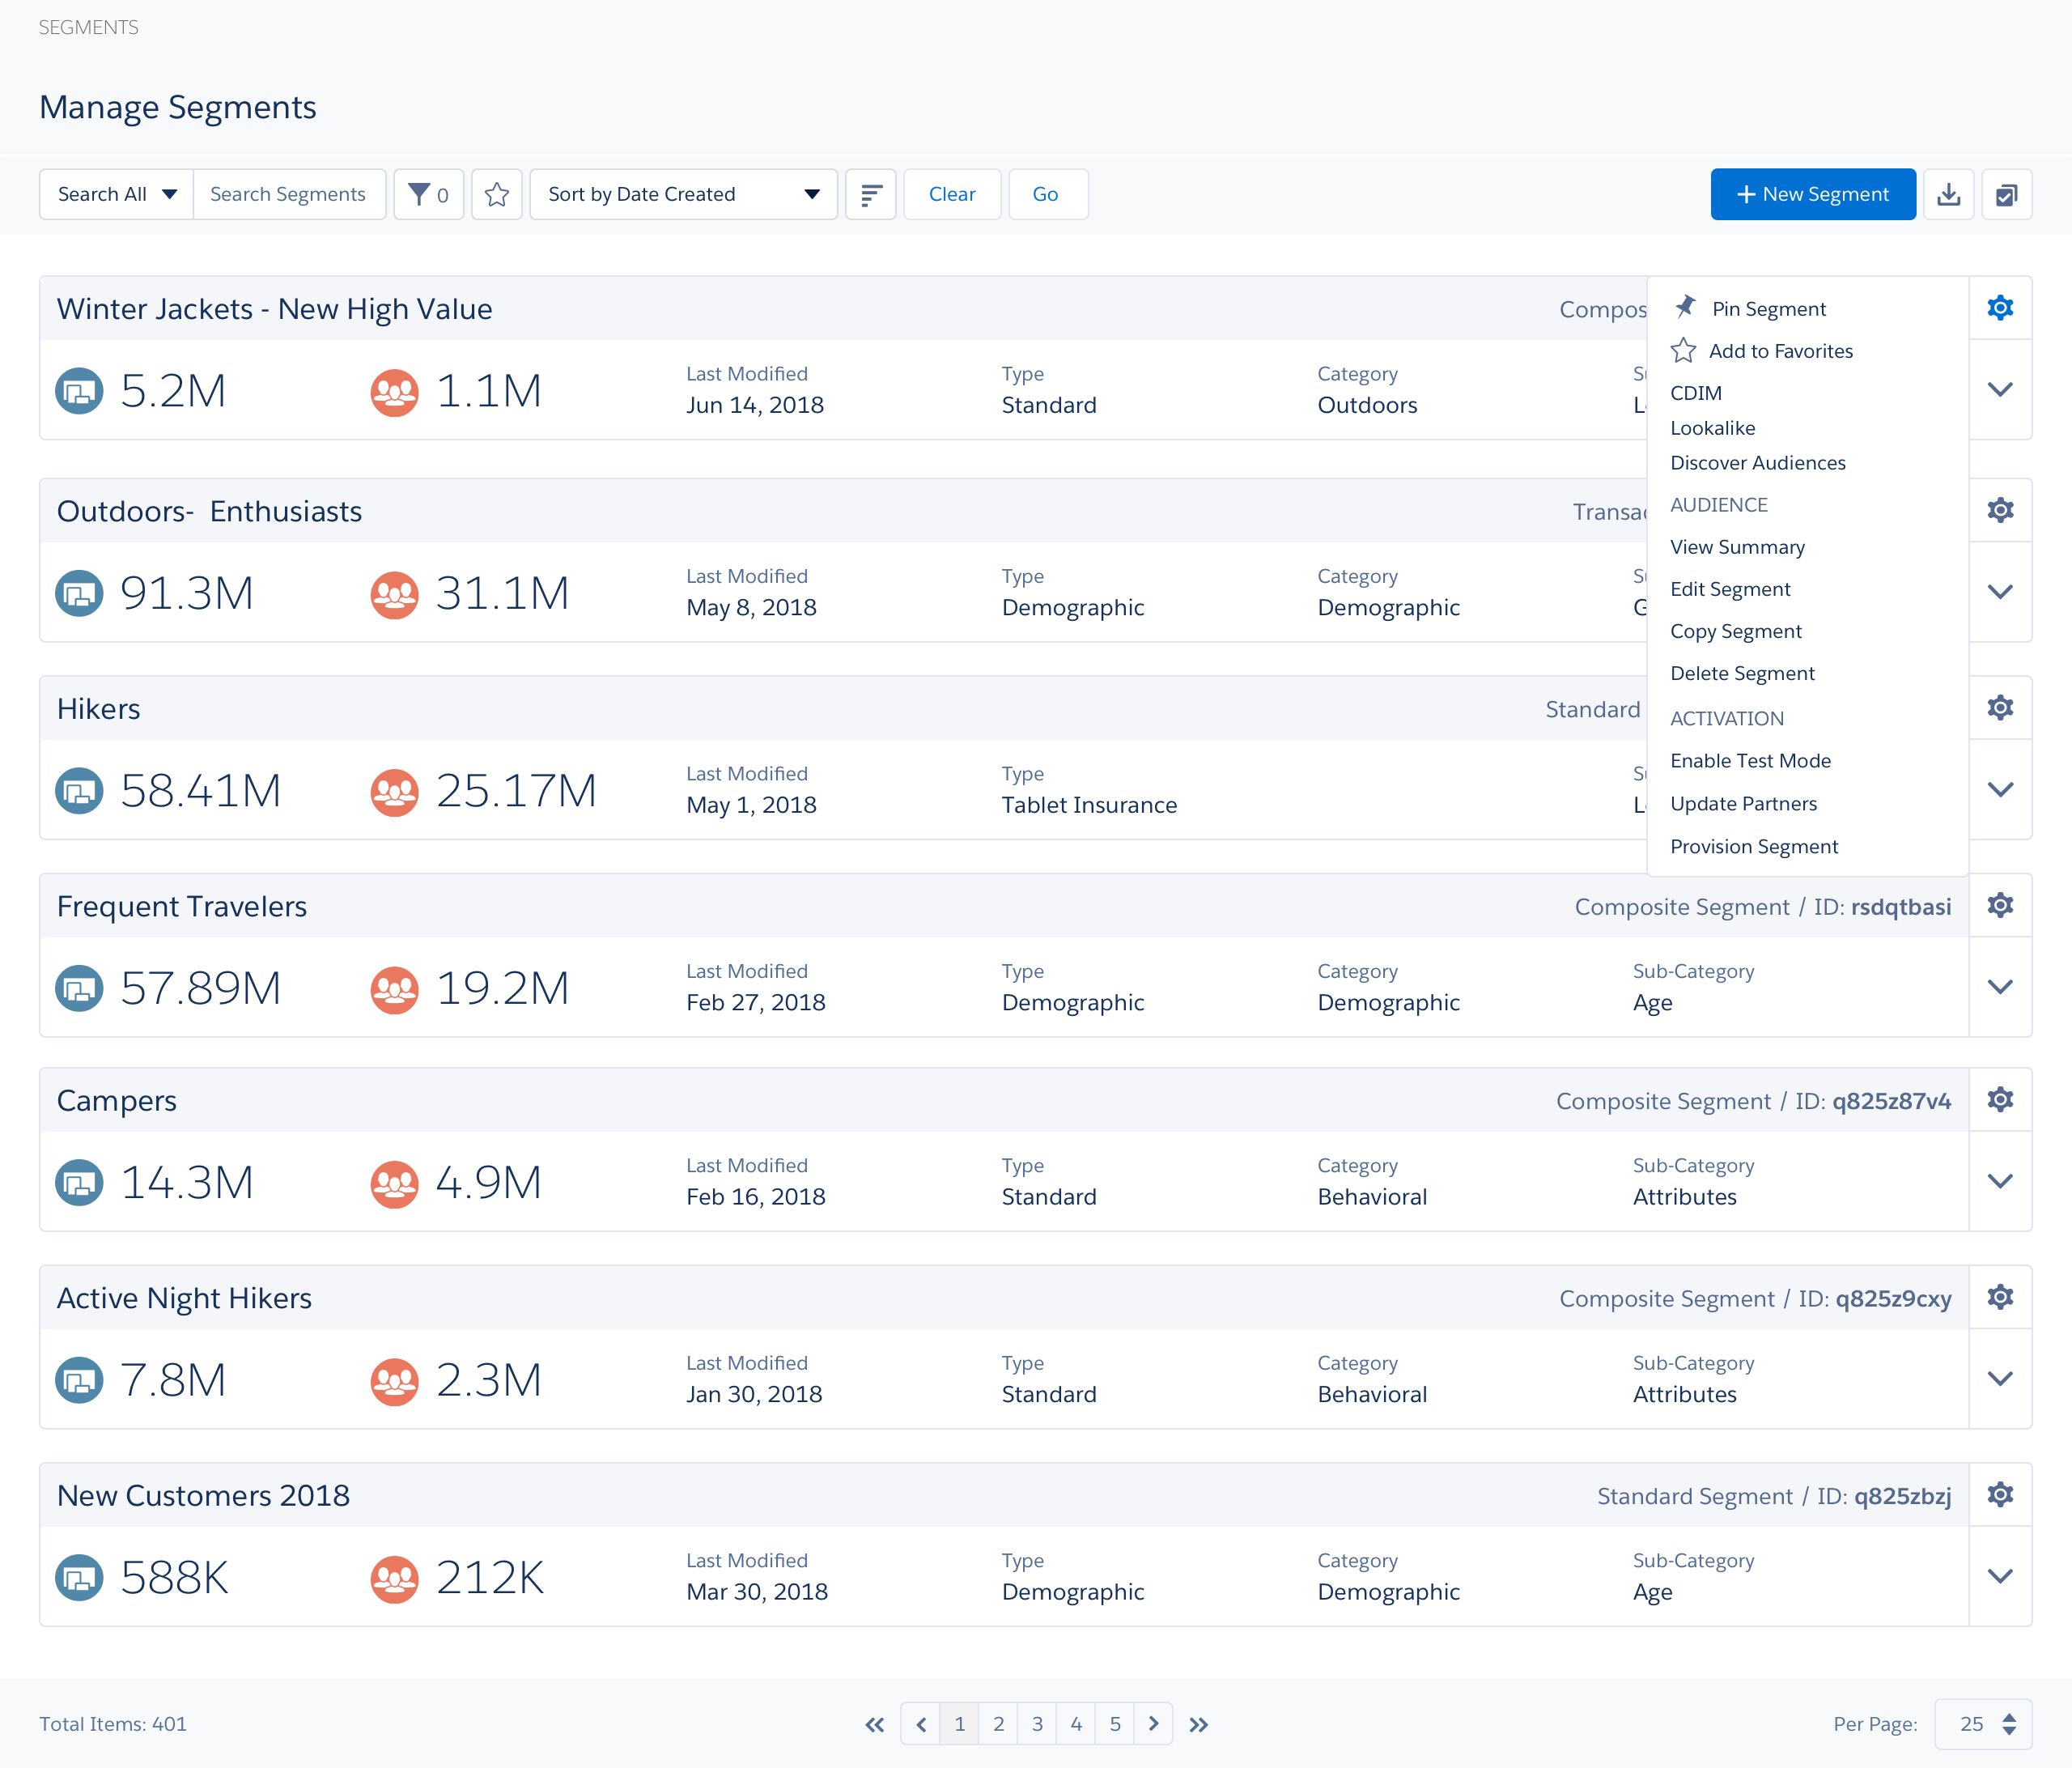 SEGMENTS
Manage Segments
Search All Search Segments 0 Sort by Date Created Clear Go + New Segment
Winter Jackets - New High Value
5.2M 1.1M
Last Modified Type Category
Jun 14, 2018 Standard Outdoors
Outdoors- Enthusiasts
91.3M 31.1M
Last Modified Type Category
May 8, 2018 Demographic Demographic
Hikers Standard
58.41M 25.17M
Last Modified Type
May 1, 2018 Tablet Insurance
Pin Segment
Add to Favorites
CDIM
Lookalike
Discover Audiences
AUDIENCE
View Summary
Edit Segment
Copy Segment
Delete Segment
ACTIVATION
Enable Test Mode
Update Partners
Provision Segment
Frequent Travelers Composite Segment / ID: rsdqtbasi
57.89M 19.2M
Last Modified Type Category Sub-Category
Feb 27, 2018 Demographic Demographic Age
Campers Composite Segment / ID: q825z87v4
14.3M 4.9M
Last Modified Type Category Sub-Category
Feb 16, 2018 Standard Behavioral Attributes
Active Night Hikers Composite Segment / ID: q825z9cxy
7.8M 2.3M
Last Modified Type Category Sub-Category
Jan 30, 2018 Standard Behavioral Attributes
New Customers 2018 Standard Segment / ID: q825zbzj
588K 212K
Last Modified Type Category Sub-Category
Mar 30, 2018 Demographic Demographic Age
Total Items: 401 1 2 3 4 5 Per Page: 25